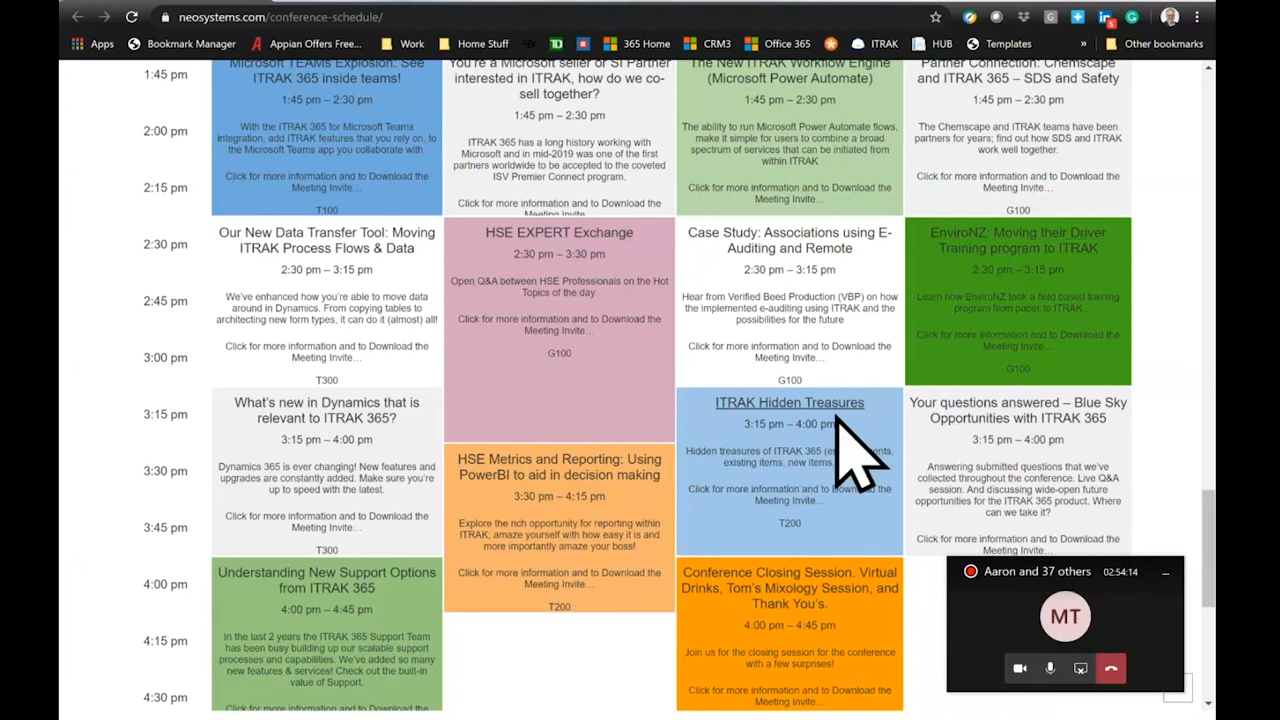 neosystems.com/conference-schedule/
Apps
Bookmark Manager
Appian Offers Free...
Work
Home Stuff
365 Home
CRM3
Office 365
ITRAK
HUB
Templates
»
Other bookmarks
1:45 pm
2:00 pm
2:15 pm
2:30 pm
2:45 pm
3:00 pm
3:15 pm
3:30 pm
3:45 pm
4:00 pm
4:15 pm
4:30 pm
Microsoft TEAMs Explosion: See
ITRAK 365 inside teams!
1:45 pm – 2:30 pm
With the ITRAK 365 for Microsoft Teams
integration, add ITRAK features that you rely on, to
the Microsoft Teams app you collaborate with.
Click for more information and to Download the
Meeting Invite…
T100
Our New Data Transfer Tool: Moving
ITRAK Process Flows & Data
2:30 pm – 3:15 pm
We've enhanced how you're able to move data
around in Dynamics. From copying tables to
architecting new form types, it can do it (almost) all!
Click for more information and to Download the
Meeting Invite…
T300
What's new in Dynamics that is
relevant to ITRAK 365?
3:15 pm – 4:00 pm
Dynamics 365 is ever changing! New features and
upgrades are constantly added. Make sure you're
up to speed with the latest.
Click for more information and to Download the
Meeting Invite…
T300
Understanding New Support Options
from ITRAK 365
4:00 pm – 4:45 pm
In the last 2 years the ITRAK 365 Support Team
has been busy building up our scalable support
processes and capabilities. We've added so many
new features & services! Check out the built-in
value of Support.
Click for more information and to Download the
You're a Microsoft seller or SI Partner
interested in ITRAK, how do we co-
sell together?
1:45 pm – 2:30 pm
ITRAK 365 has a long history working with
Microsoft and in mid-2019 was one of the first
partners worldwide to be accepted to the coveted
ISV Premier Connect program.
Click for more information and to Download the
Meeting Invite
HSE EXPERT Exchange
2:30 pm – 3:30 pm
Open Q&A between HSE Professionals on the Hot
Topics of the day.
Click for more information and to Download the
Meeting Invite…
G100
HSE Metrics and Reporting: Using
PowerBI to aid in decision making
3:30 pm – 4:15 pm
Explore the rich opportunity for reporting within
ITRAK; amaze yourself with how easy it is and
more importantly amaze your boss!
Click for more information and to Download the
Meeting Invite…
T200
The New ITRAK Workflow Engine
(Microsoft Power Automate)
1:45 pm – 2:30 pm
The ability to run Microsoft Power Automate flows,
make it simple for users to combine a broad
spectrum of services that can be initiated from
within ITRAK
Click for more information and to Download the
Meeting Invite…
Case Study: Associations using E-
Auditing and Remote
2:30 pm – 3:15 pm
Hear from Verified Beed Production (VBP) on how
the implemented e-auditing using ITRAK and the
possibilities for the future
Click for more information and to Download the
Meeting Invite…
G100
ITRAK Hidden Treasures
3:15 pm – 4:00 pm
Hidden treasures of ITRAK 365
existing items, new items,
Click for more information and to Download the
Meeting Invite…
T200
Conference Closing Session. Virtual
Drinks, Tom's Mixology Session, and
Thank You's.
4:00 pm – 4:45 pm
Join us for the closing session for the conference
with a few surprises!
Click for more information and to Download the
Meeting Invite…
Partner Connection: Chemscape
and ITRAK 365 – SDS and Safety
1:45 pm – 2:30 pm
The Chemscape and ITRAK teams have been
partners for years; find out how SDS and ITRAK
work well together.
Click for more information and to Download the
Meeting Invite…
G100
EnviroNZ: Moving their Driver
Training program to ITRAK
2:30 pm – 3:15 pm
Learn how EnviroNZ took a field based training
program from paper to ITRAK
Click for more information and to Download the
Meeting Invite…
G100
Your questions answered – Blue Sky
Opportunities with ITRAK 365
3:15 pm – 4:00 pm
Answering submitted questions that we've
collected throughout the conference. Live Q&A
session. And discussing wide-open future
opportunities for the ITRAK 365 product. Where
can we take it?
Click for more information and to Download the
Meeting Invite…
Aaron and 37 others
02:54:14
MT